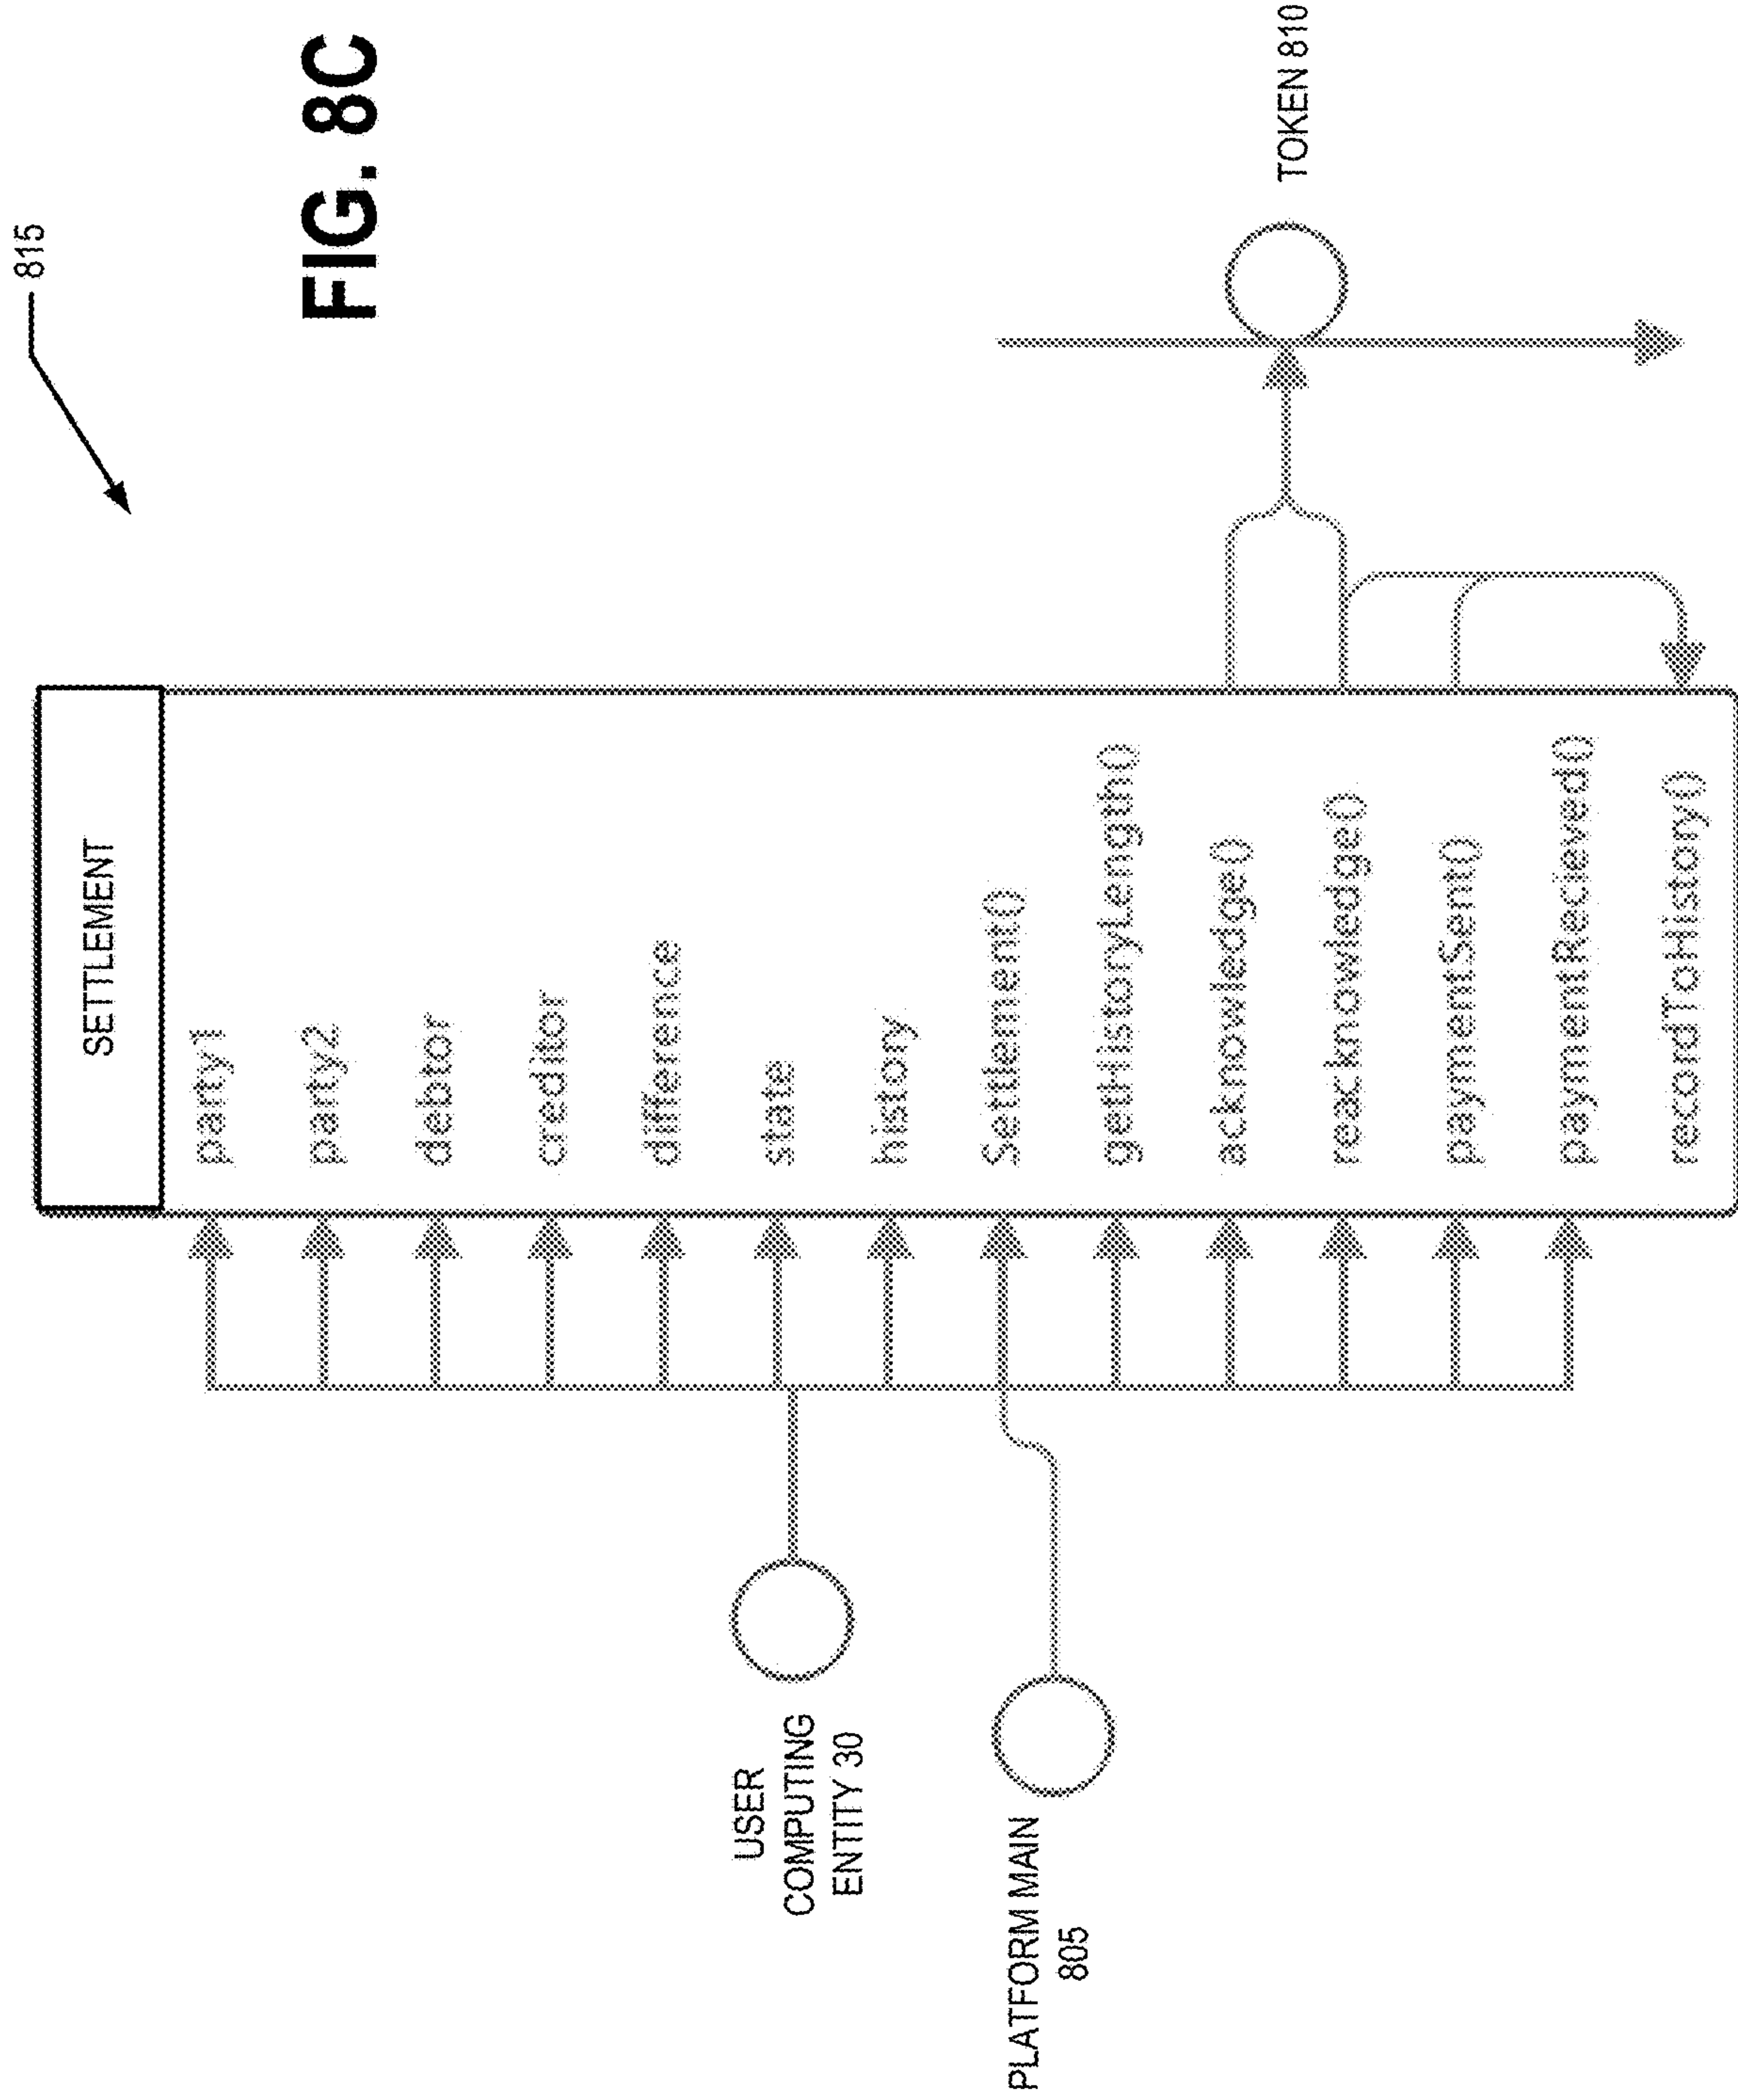 815
FIG. 8C
SETTLEMENT
party1
party2
debtor
creditor
difference
state
history
Settlement()
getHistoryLength()
acknowledge()
reacknowledge()
paymentSent()
paymentRecieved()
recordToHistory()
USER
COMPUTING
ENTITY 30
PLATFORM MAIN
805
TOKEN 810